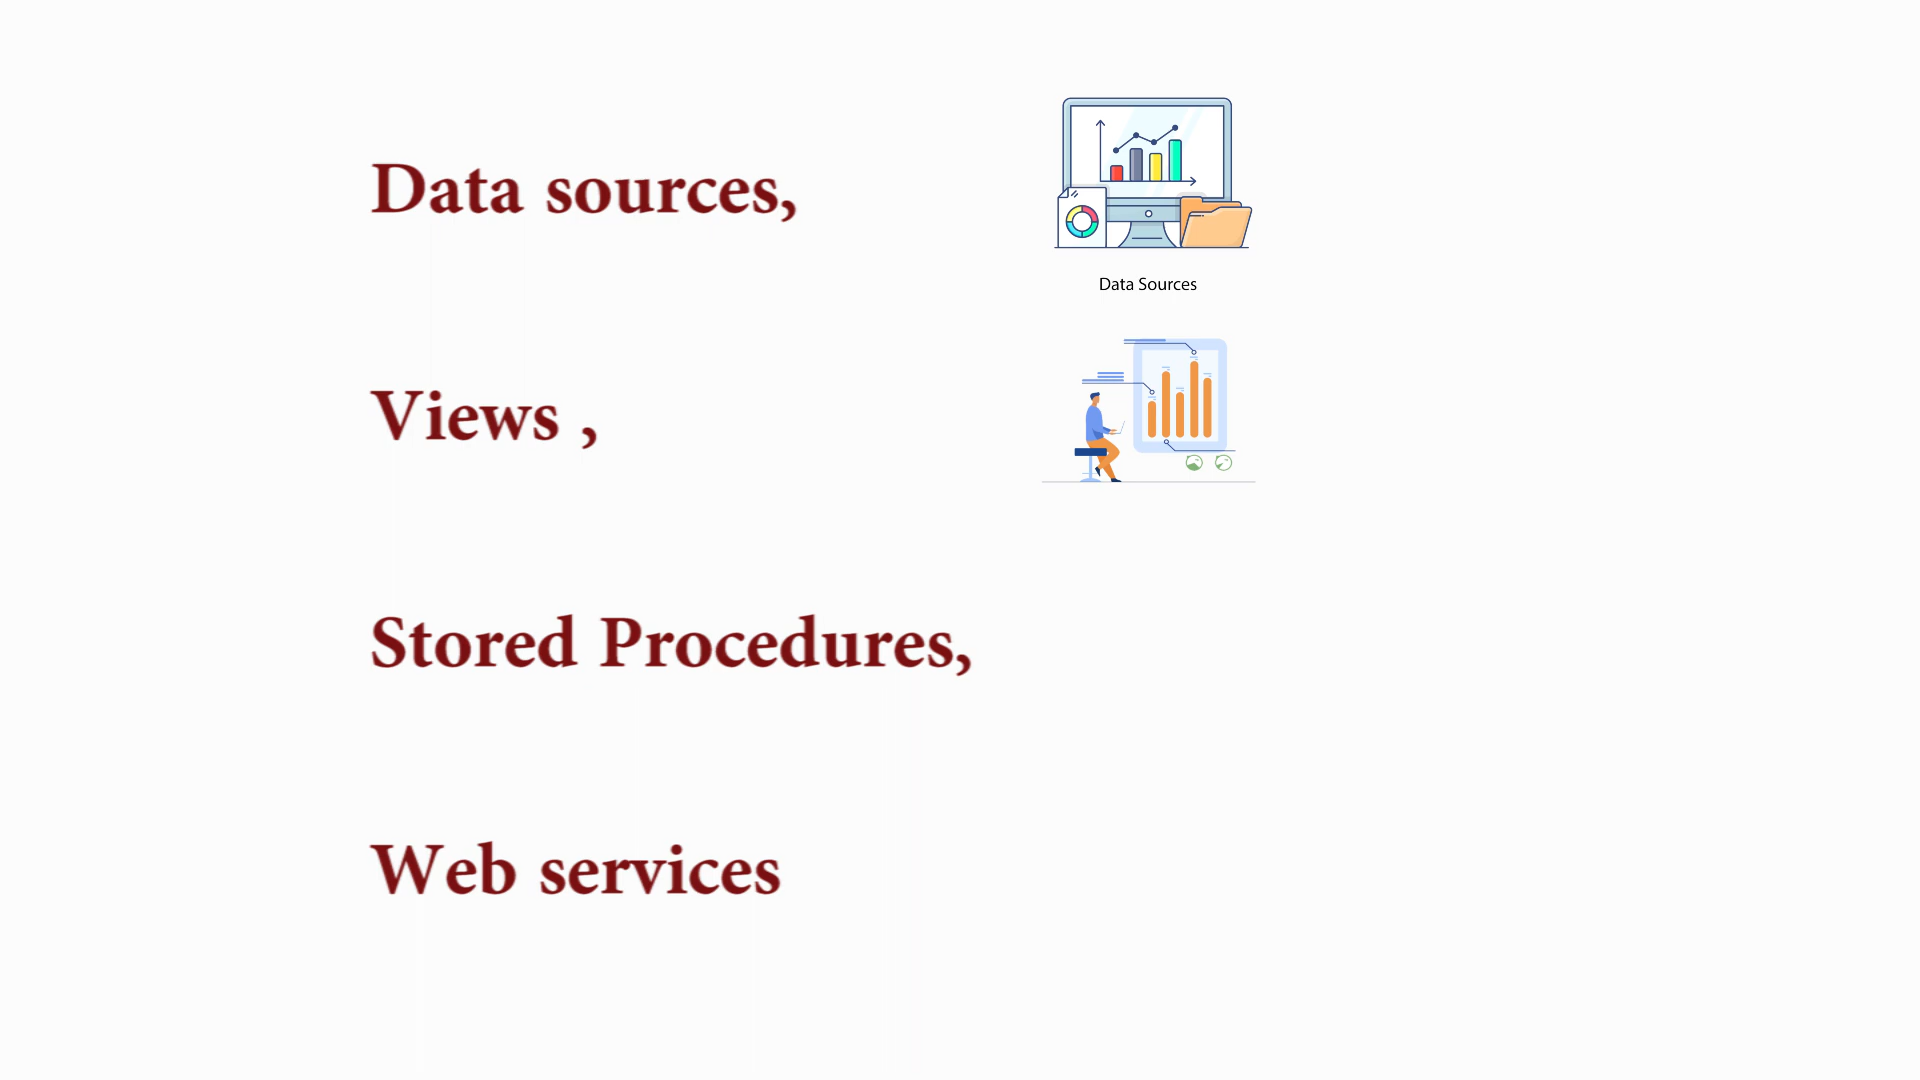 Data sources,
Data Sources
Views ,
Stored Procedures,
Web services